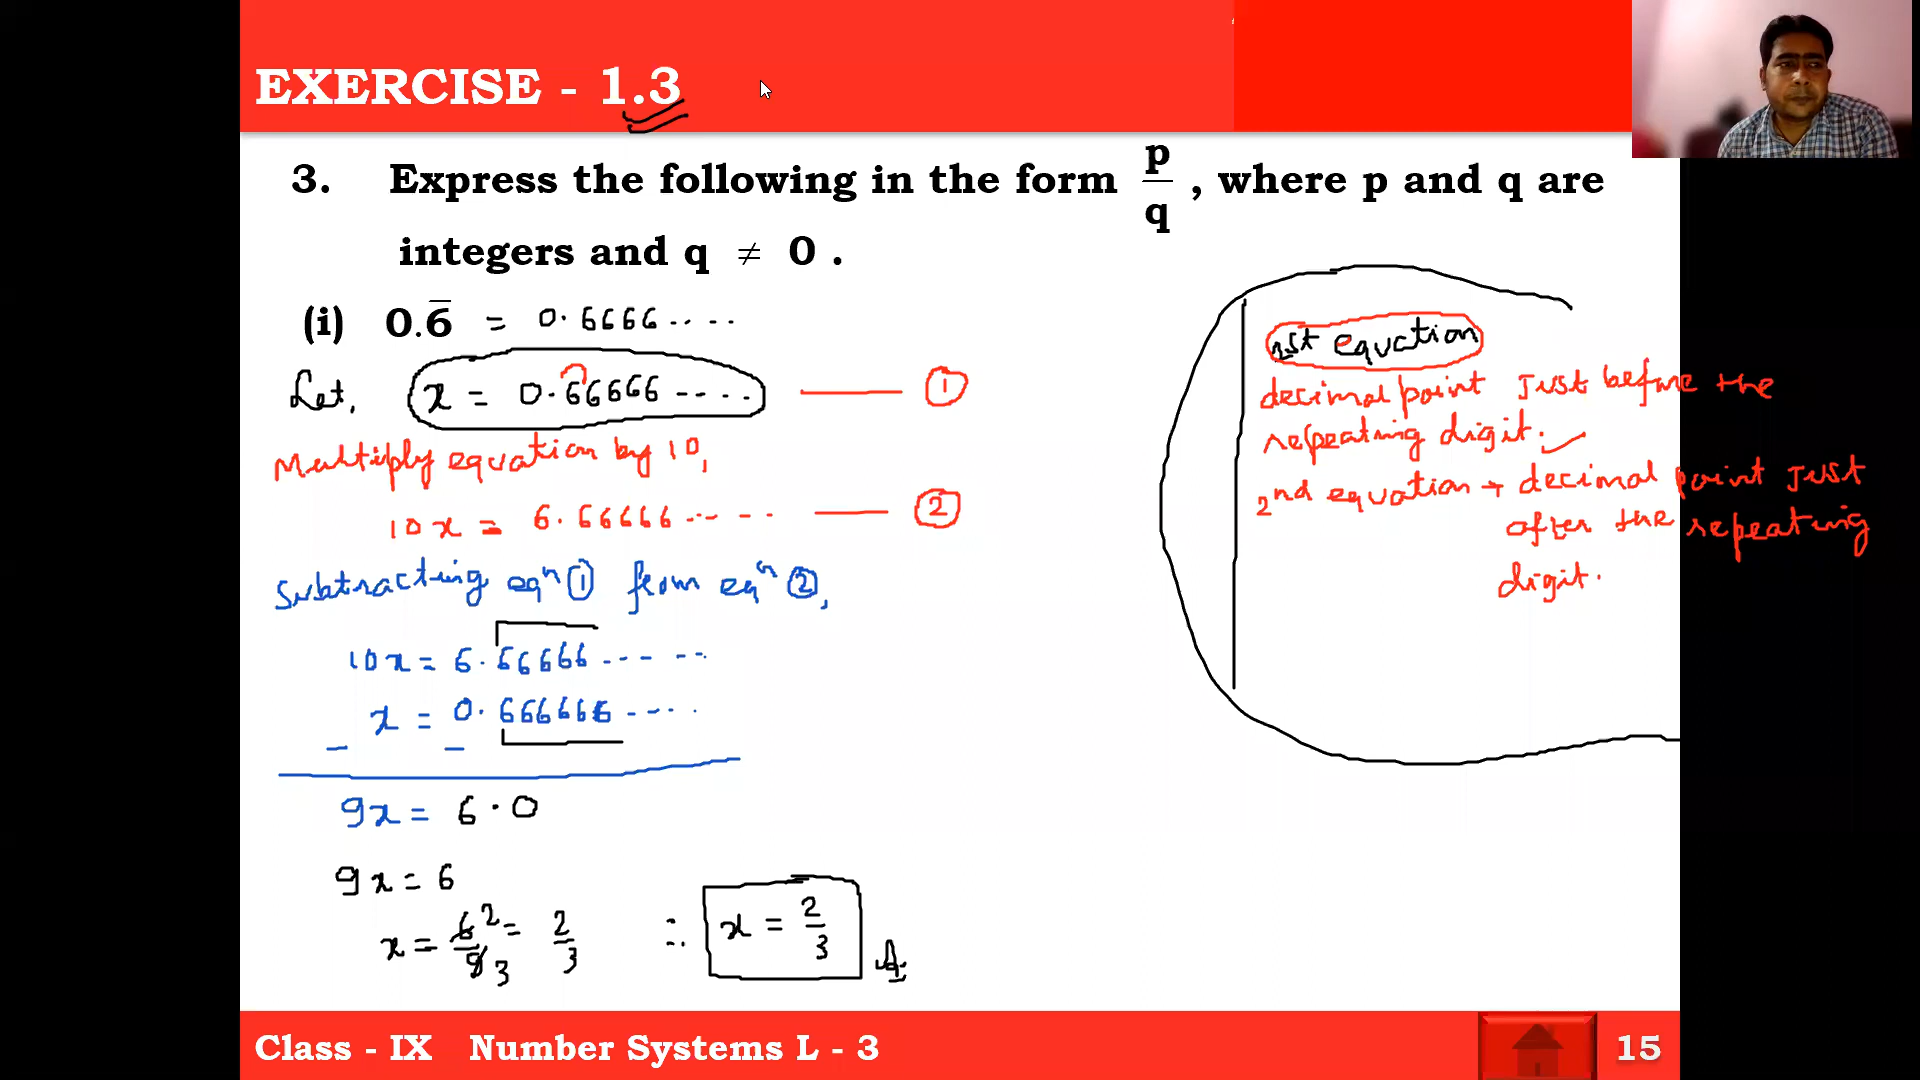 EXERCISE - 1.3
3. Express the following in the form p/q , where p and q are
integers and q ≠ 0 .
(i) 0.6̅ = 0.6666....
Let, x = 0.66666---.. —— ①
Multiply equation by 10,
10x = 6.66666..... —— ②
Subtracting eqⁿ ① from eqⁿ ②,
10x = 6.66666--- --.
x = 0.666666----
– –
9x = 6.0
9x = 6
x = 6/9 2 3 = 2/3 ∴ x = 2/3 A.
1st equation
decimal point Just before the
repeating digit. ✓
2nd equation → decimal point Just
after the repeating
digit.
Class - IX Number Systems L - 3
15